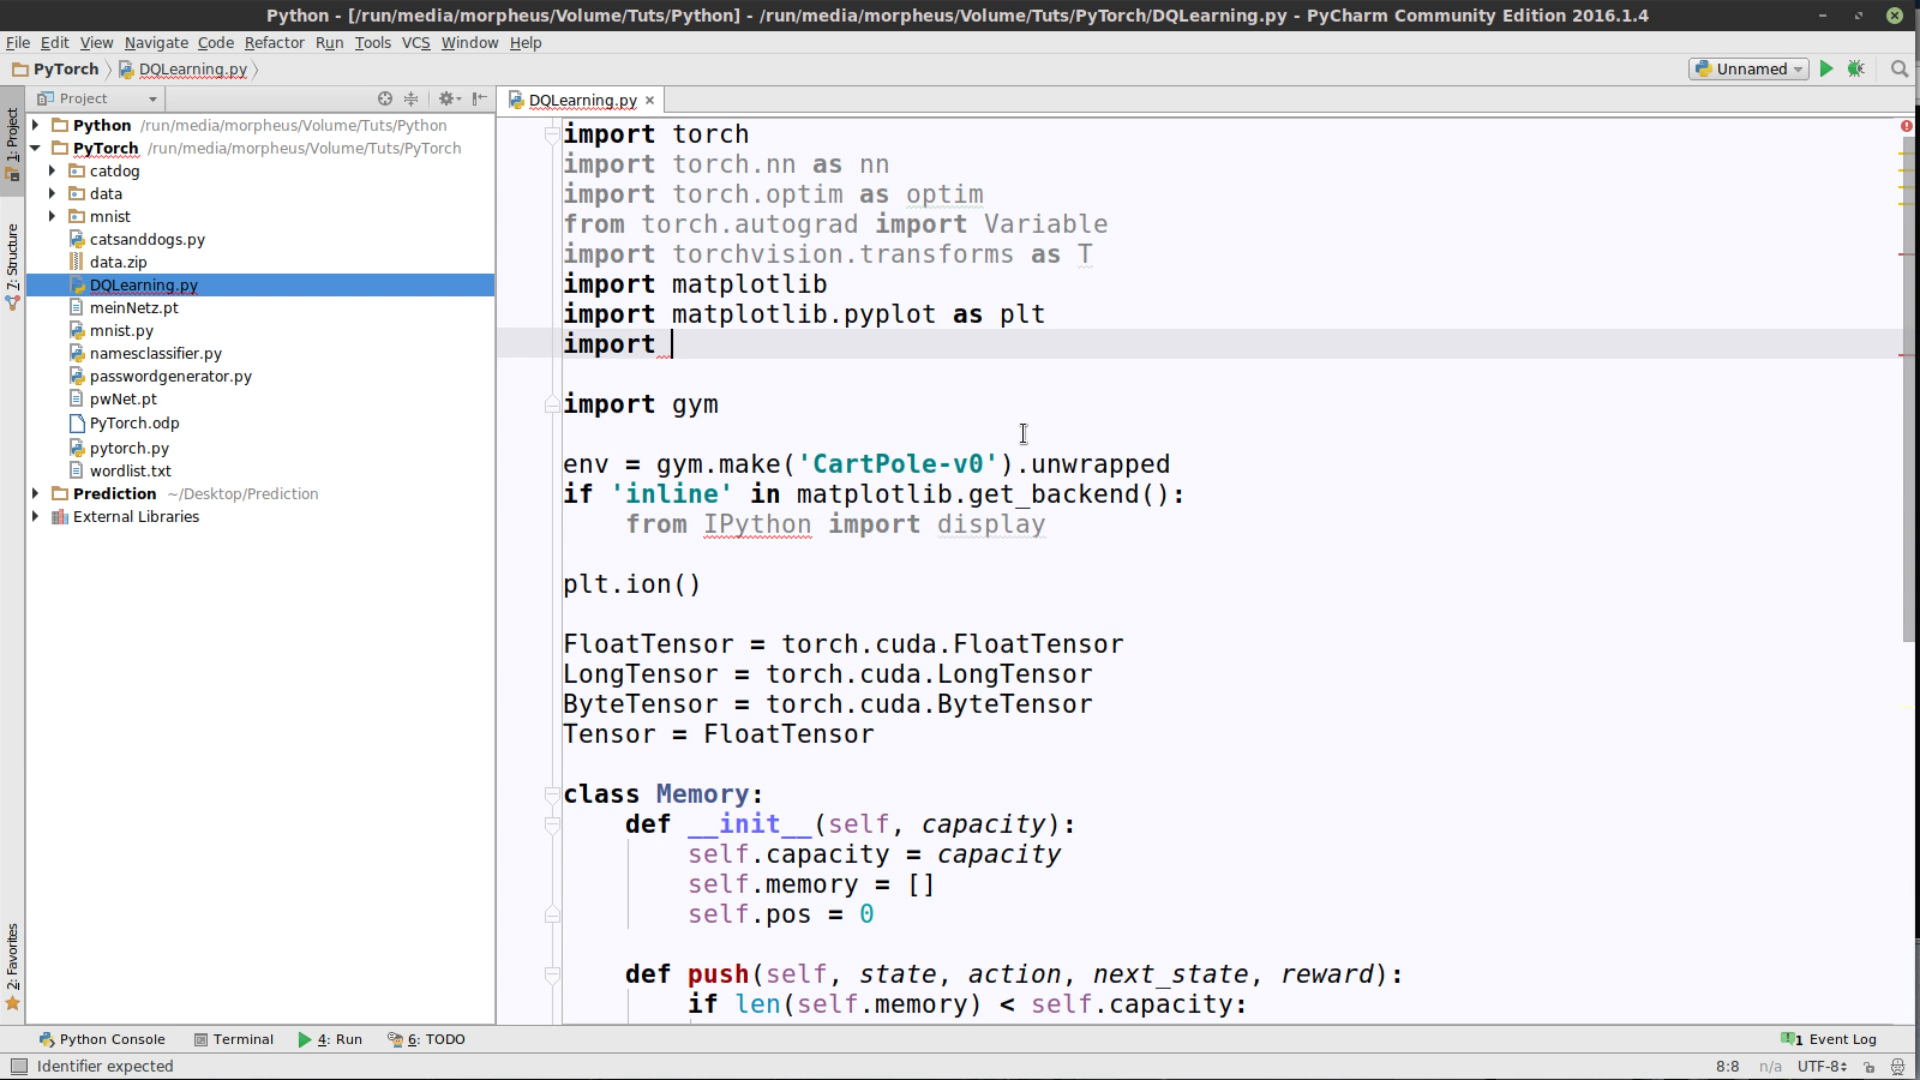 Python - [/run/media/morpheus/Volume/Tuts/Python] - /run/media/morpheus/Volume/Tuts/PyTorch/DQLearning.py - PyCharm Community Edition 2016.1.4
File Edit View Navigate Code Refactor Run Tools VCS Window Help
PyTorch DQLearning.py Unnamed
Project DQLearning.py
1: Project
7: Structure
2: Favorites
Python /run/media/morpheus/Volume/Tuts/Python
PyTorch /run/media/morpheus/Volume/Tuts/PyTorch
catdog
data
mnist
catsanddogs.py
data.zip
DQLearning.py
meinNetz.pt
mnist.py
namesclassifier.py
passwordgenerator.py
pwNet.pt
PyTorch.odp
pytorch.py
wordlist.txt
Prediction ~/Desktop/Prediction
External Libraries
import torch
import torch.nn as nn
import torch.optim as optim
from torch.autograd import Variable
import torchvision.transforms as T
import matplotlib
import matplotlib.pyplot as plt
import
import gym
env = gym.make('CartPole-v0').unwrapped
if 'inline' in matplotlib.get_backend():
    from IPython import display
plt.ion()
FloatTensor = torch.cuda.FloatTensor
LongTensor = torch.cuda.LongTensor
ByteTensor = torch.cuda.ByteTensor
Tensor = FloatTensor
class Memory:
    def __init__(self, capacity):
        self.capacity = capacity
        self.memory = []
        self.pos = 0
    def push(self, state, action, next_state, reward):
        if len(self.memory) < self.capacity:
Python Console Terminal 4: Run 6: TODO 1 Event Log
Identifier expected 8:8 n/a UTF-8